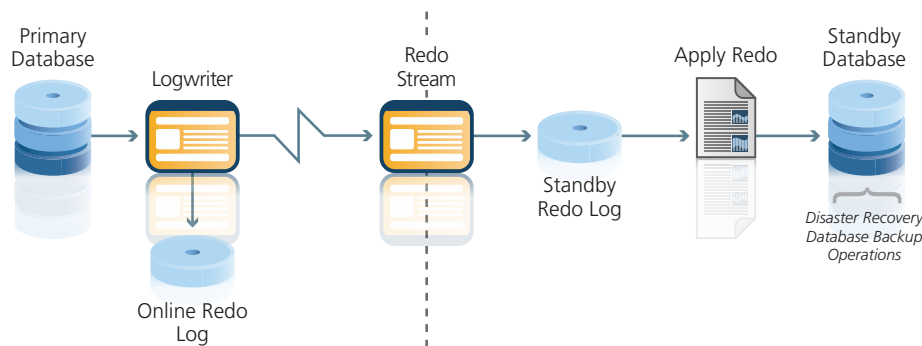 Primary
Database
Logwriter
Online Redo
Log
Redo
Stream
Standby
Redo Log
Apply Redo
Standby
Database
Disaster Recovery
Database Backup
Operations